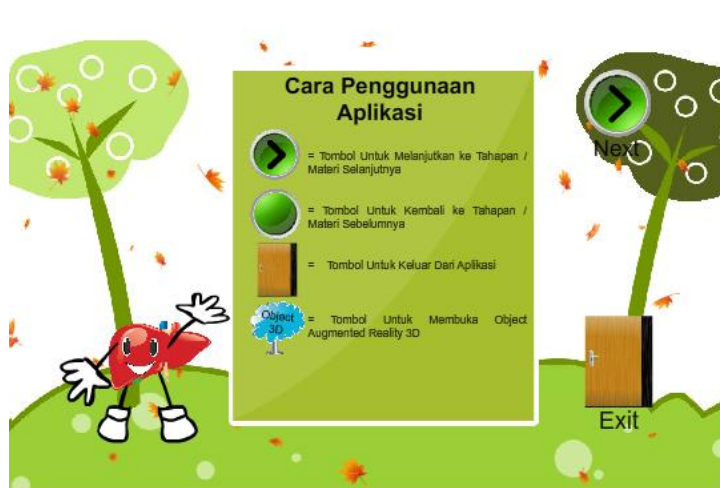 Cara Penggunaan
Aplikasi
= Tombol Untuk Melanjutkan ke Tahapan /
Materi Selanjutnya
= Tombol Untuk Kembali ke Tahapan /
Materi Sebelumnya
= Tombol Untuk Keluar Dari Aplikasi
Object
3D
= Tombol Untuk Membuka Object
Augmented Reality 3D
Next
Exit